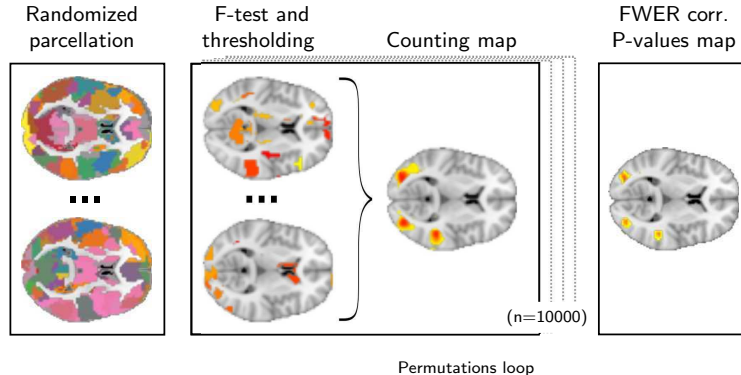 Randomized
parcellation
F-test and
thresholding
Counting map
FWER corr.
P-values map
(n=10000)
Permutations loop